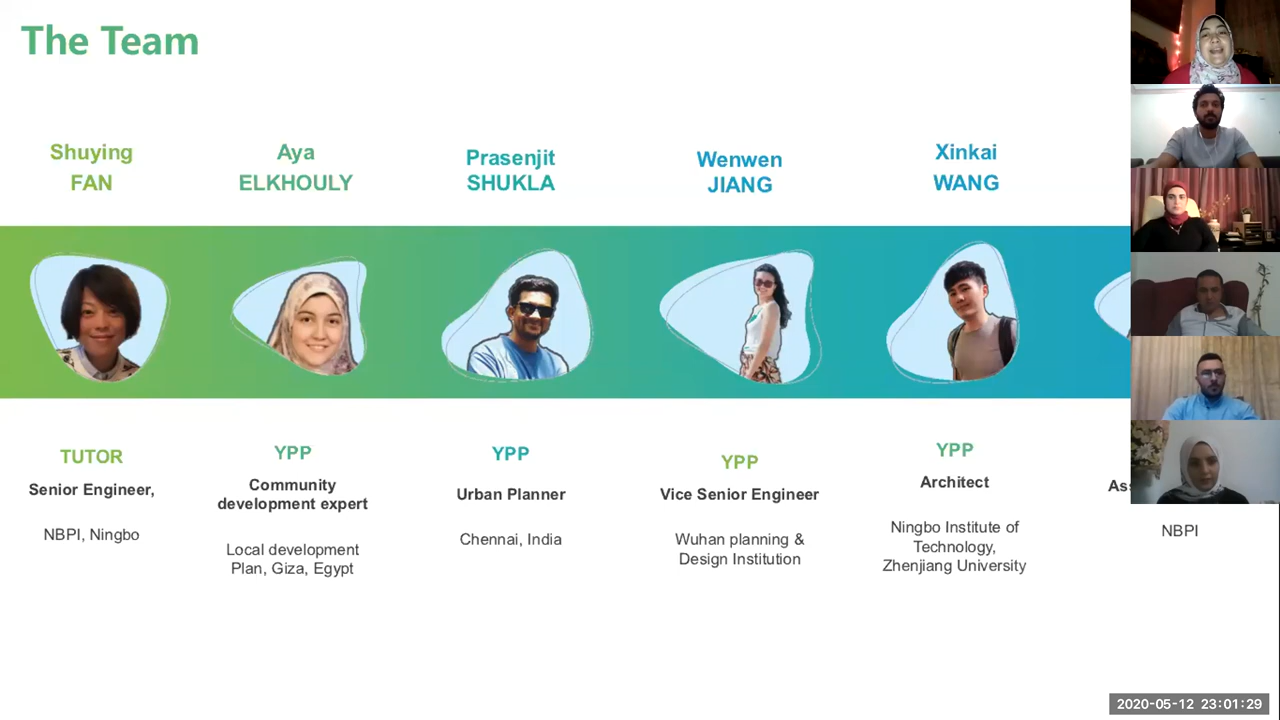 The Team
Shuying
FAN
Aya
ELKHOULY
Prasenjit
SHUKLA
Wenwen
JIANG
Xinkai
WANG
TUTOR
Senior Engineer,
NBPI, Ningbo
YPP
Community
development expert
Local development
Plan, Giza, Egypt
YPP
Urban Planner
Chennai, India
YPP
Vice Senior Engineer
Wuhan planning &
Design Institution
YPP
Architect
Ningbo Institute of
Technology,
Zhenjiang University
NBPI
2020-05-12 23:01:29